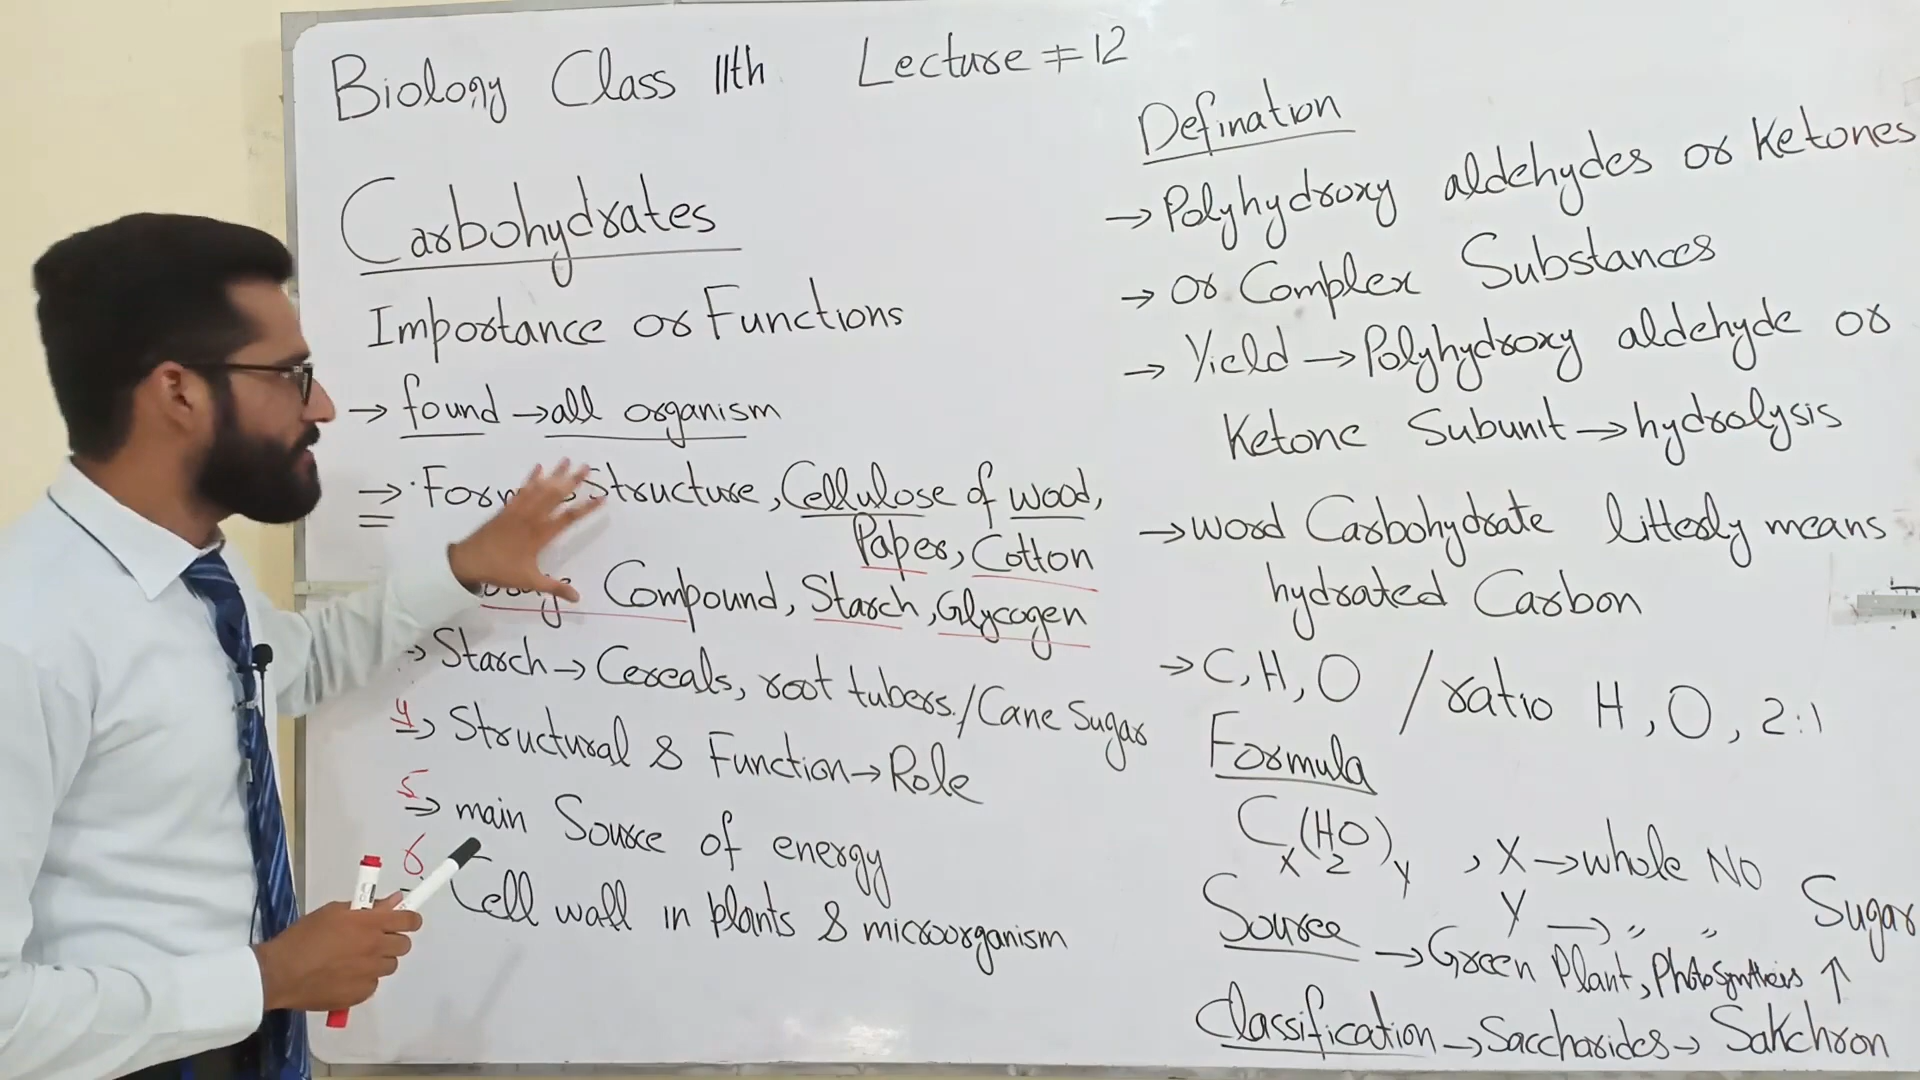 Biology Class 11th Lecture # 12
Carbohydrates
Importance or Functions
→ found → all organism
→ Structure, Cellulose of wood,
Paper, Cotton
Compound, Starch, Glycogen
→ Starch → Cereals, root tubers. / Cane Sugar
4 → Structural & Function → Role
5 → main Source of energy
6 Cell wall in plants & microorganism
Defination
→ Polyhydroxy aldehydes or Ketones
→ or Complex Substances
→ Yield → Polyhydroxy aldehyde or
Ketone Subunit → hydrolysis
→ word Carbohydrate litterly means
hydrated Carbon
→ C, H, O / ratio H, O, 2:1
Formula
Cx(H2O)y , X → whole NO
Y → " "
Source → Green Plant, Photosynthesis ↑ Sugar
Classification → Saccharides → Sakchron